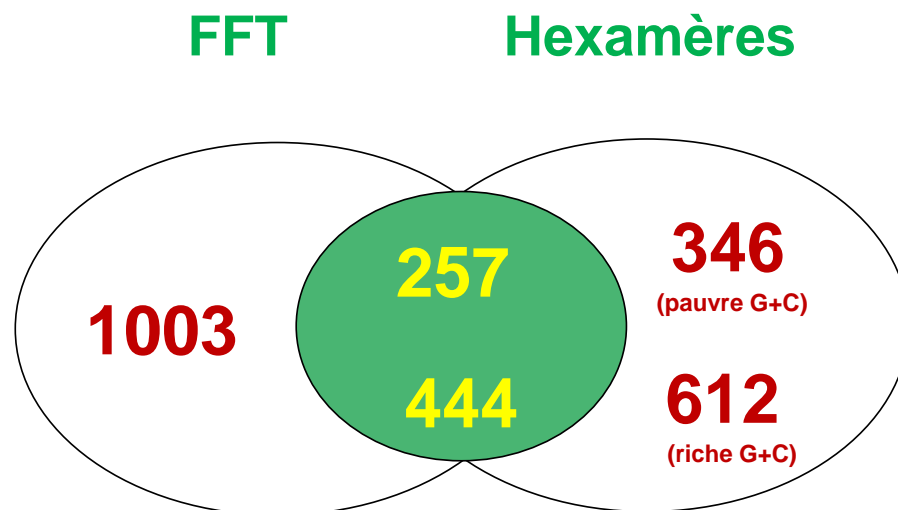 FFT Hexamères
257
346
(pauvre G+C)
1003
444
612
(riche G+C)